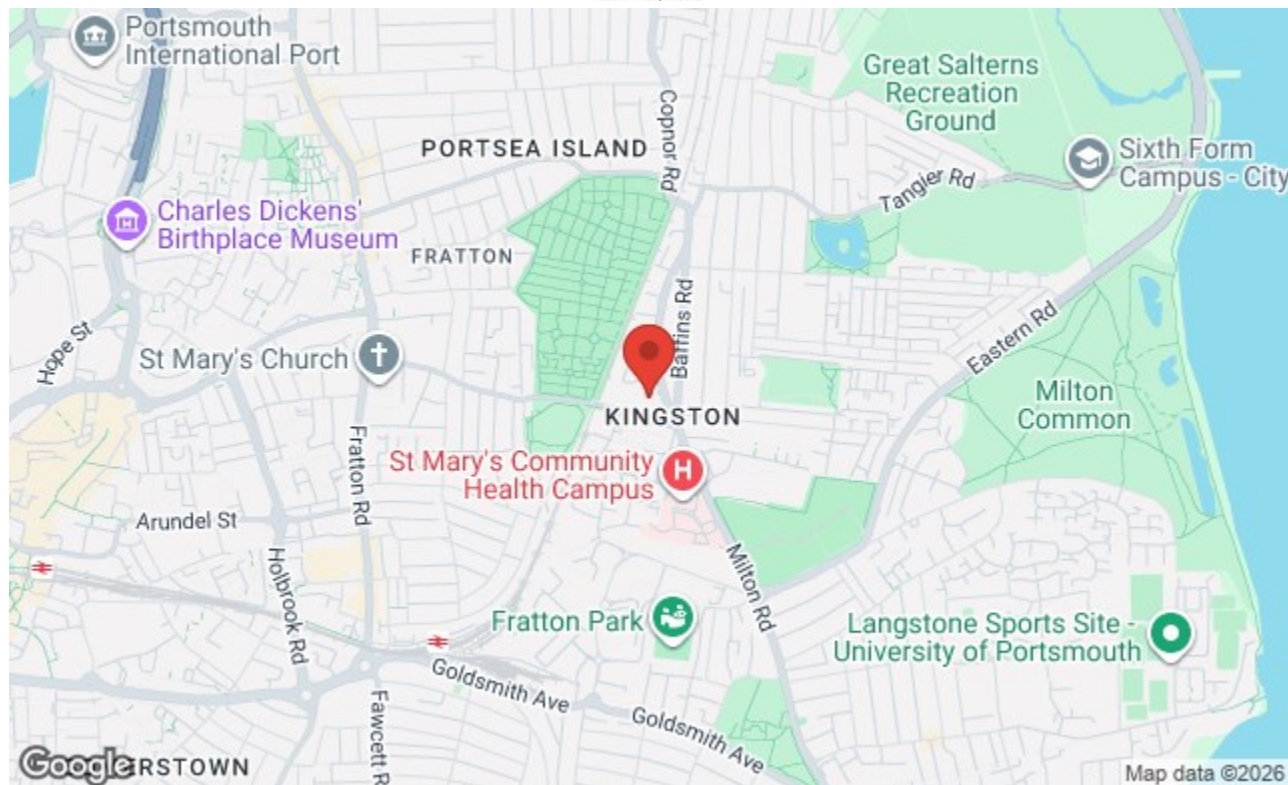 Portsmouth
International Port
Great Salterns
Recreation
Ground
Copnor Rd
PORTSEA ISLAND
Sixth Form
Campus - City
Tangier Rd
Charles Dickens'
Birthplace Museum
FRATTON
Baffins Rd
Eastern Rd
Hope St
St Mary's Church
Milton
Common
KINGSTON
St Mary's Community
Health Campus
H
Fratton Rd
Arundel St
Holbrook Rd
Milton Rd
Fratton Park
Langstone Sports Site -
University of Portsmouth
Goldsmith Ave
Goldsmith Ave
Fawcett R
Google
ERSTOWN
Map data ©2026